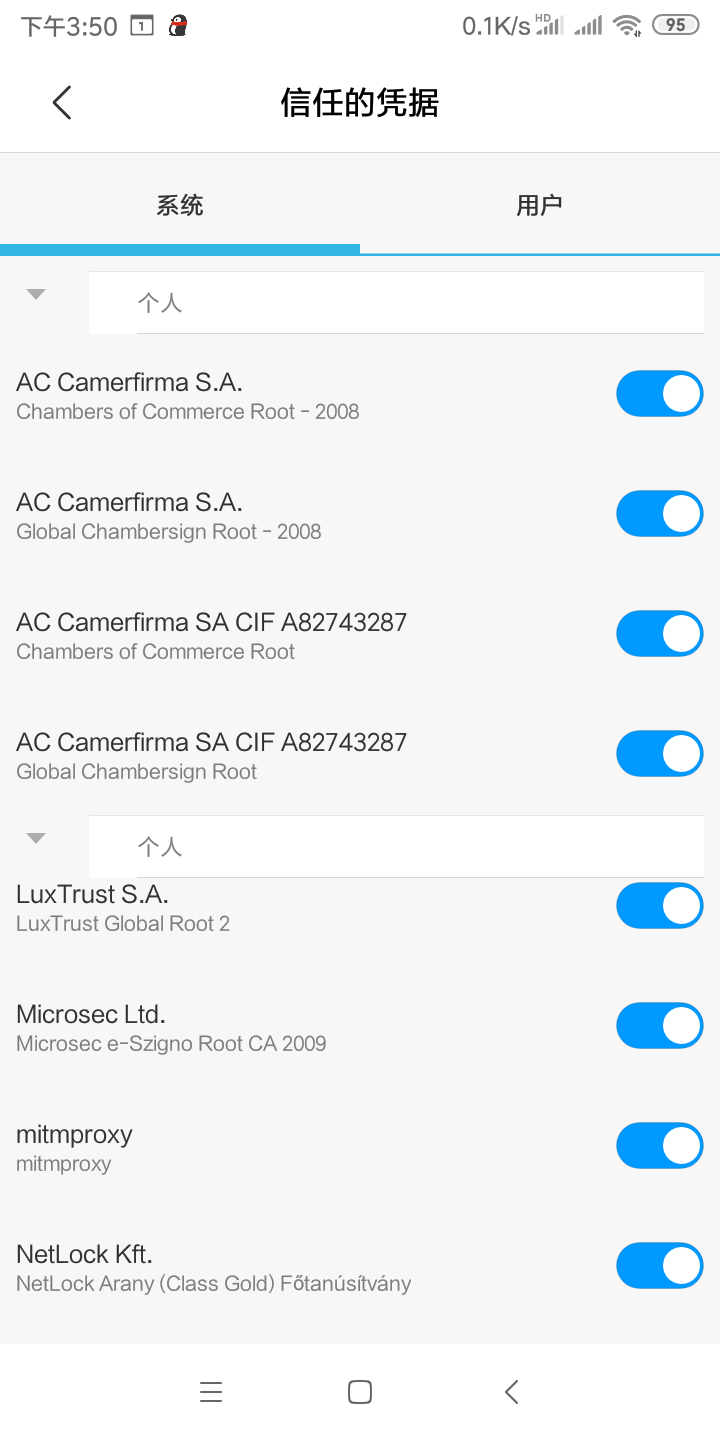 下午3:50 1 0.1K/s HD 95
信任的凭据
系统 用户
个人
AC Camerfirma S.A.
Chambers of Commerce Root - 2008
AC Camerfirma S.A.
Global Chambersign Root - 2008
AC Camerfirma SA CIF A82743287
Chambers of Commerce Root
AC Camerfirma SA CIF A82743287
Global Chambersign Root
个人
LuxTrust S.A.
LuxTrust Global Root 2
Microsec Ltd.
Microsec e-Szigno Root CA 2009
mitmproxy
mitmproxy
NetLock Kft.
NetLock Arany (Class Gold) Főtanúsítvány